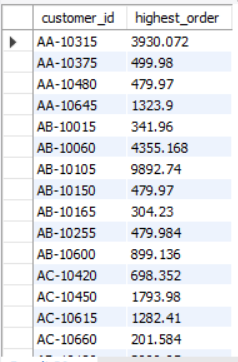 customer_id highest_order
AA-10315 3930.072
AA-10375 499.98
AA-10480 479.97
AA-10645 1323.9
AB-10015 341.96
AB-10060 4355.168
AB-10105 9892.74
AB-10150 479.97
AB-10165 304.23
AB-10255 479.984
AB-10600 899.136
AC-10420 698.352
AC-10450 1793.98
AC-10615 1282.41
AC-10660 201.584